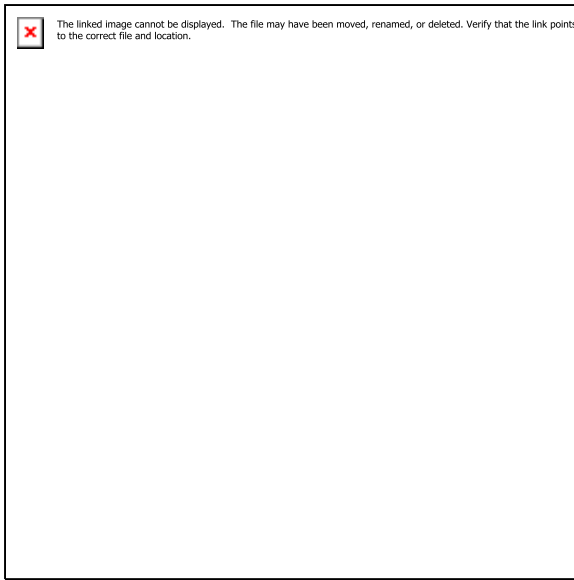 The linked image cannot be displayed.  The file may have been moved, renamed, or deleted. Verify that the link points
to the correct file and location.